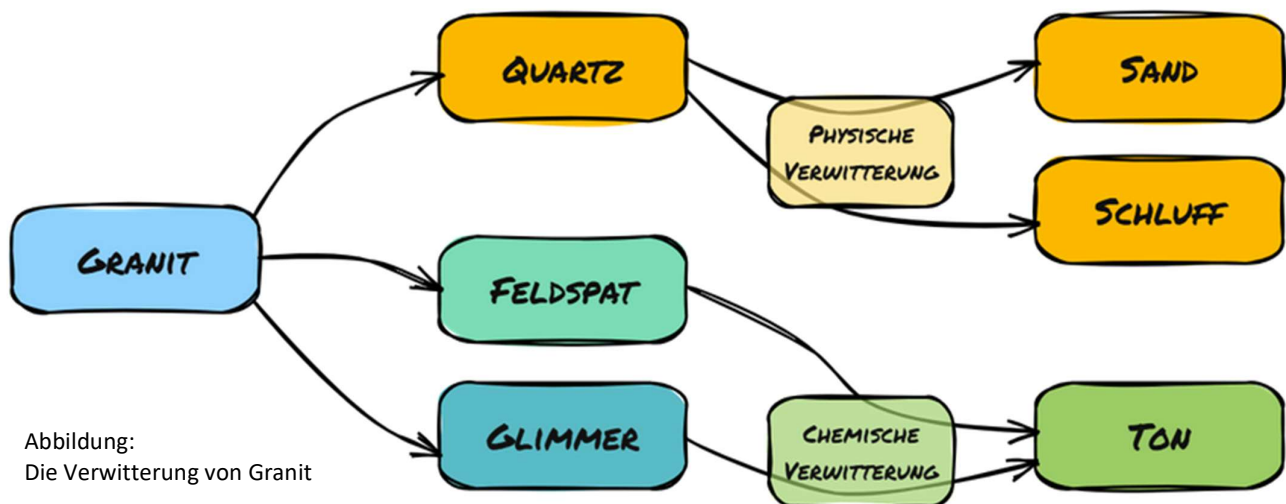 QUARTZ
SAND
PHYSISCHE
VERWITTERUNG
SCHLUFF
GRANIT
FELDSPAT
GLIMMER
CHEMISCHE
VERWITTERUNG
TON
Abbildung:
Die Verwitterung von Granit